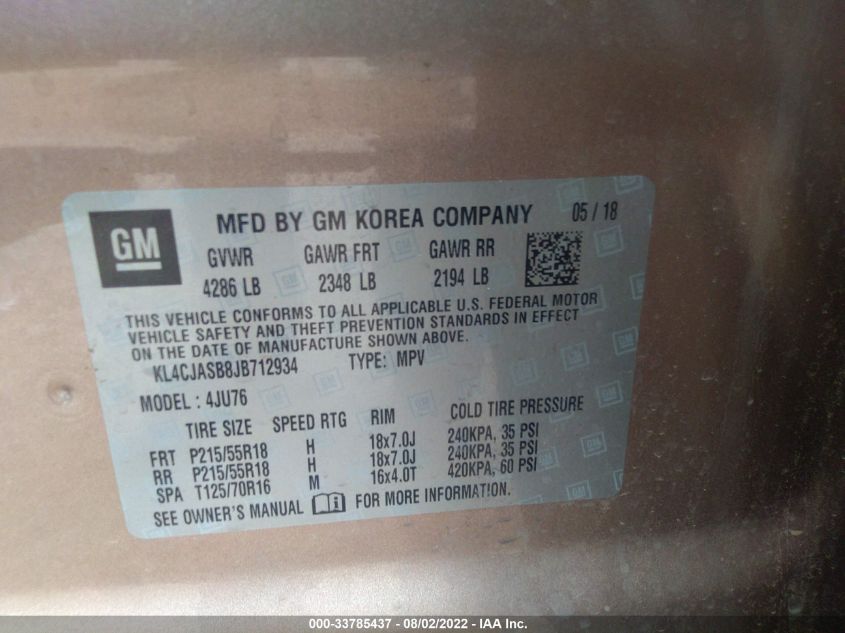 GM MFD BY GM KOREA COMPANY 05 / 18
GVWR GAWR FRT GAWR RR
4286 LB 2348 LB 2194 LB
THIS VEHICLE CONFORMS TO ALL APPLICABLE U.S. FEDERAL MOTOR
VEHICLE SAFETY AND THEFT PREVENTION STANDARDS IN EFFECT
ON THE DATE OF MANUFACTURE SHOWN ABOVE.
KL4CJASB8JB712934 TYPE: MPV
MODEL : 4JU76
TIRE SIZE SPEED RTG RIM COLD TIRE PRESSURE
FRT P215/55R18 H 18x7.0J 240KPA, 35 PSI
RR P215/55R18 H 18x7.0J 240KPA, 35 PSI
SPA T125/70R16 M 16x4.0T 420KPA, 60 PSI
SEE OWNER'S MANUAL FOR MORE INFORMATION.
000-33785437 - 08/02/2022 - IAA Inc.